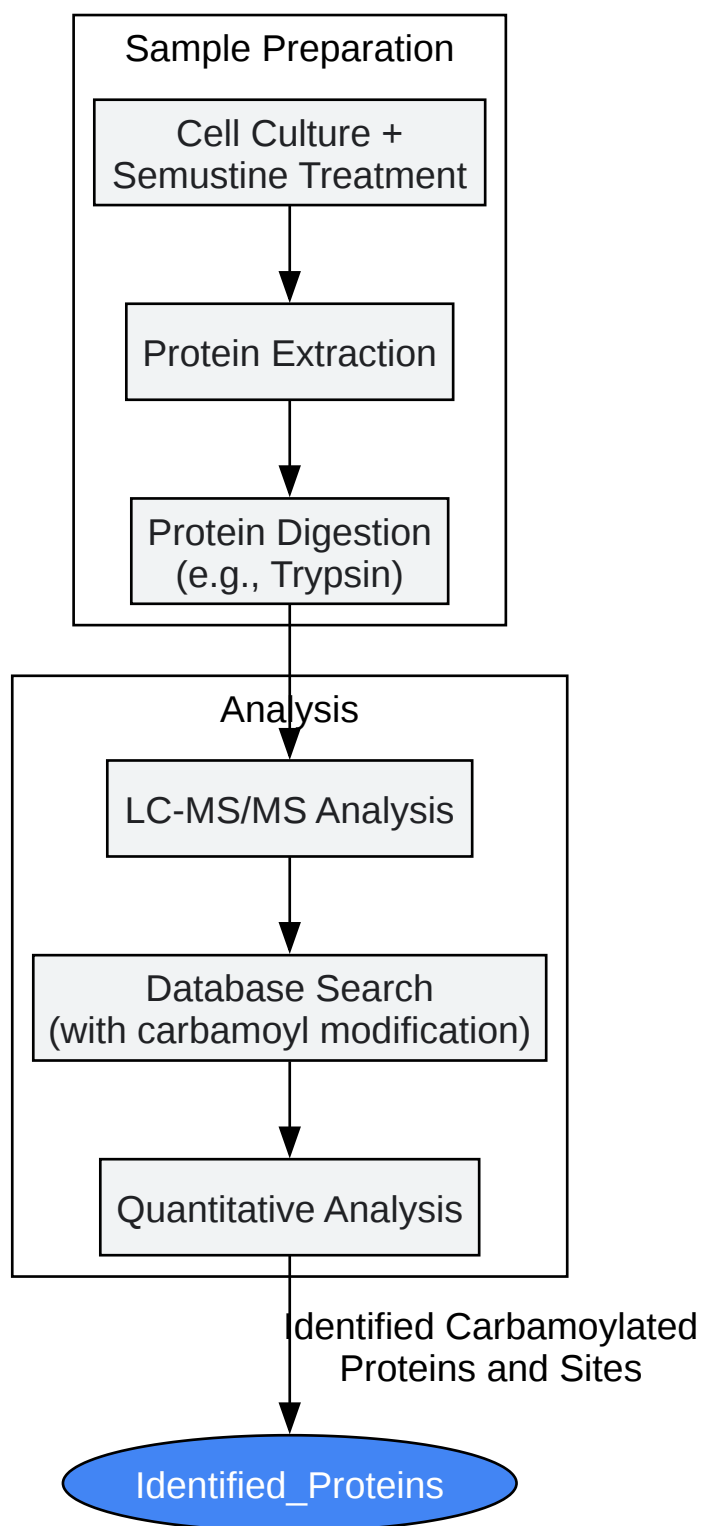 Sample Preparation
Cell Culture +
Semustine Treatment
Protein Extraction
Protein Digestion
(e.g., Trypsin)
Analysis
LC-MS/MS Analysis
Database Search
(with carbamoyl modification)
Quantitative Analysis
Identified Carbamoylated
Proteins and Sites
Identified_Proteins